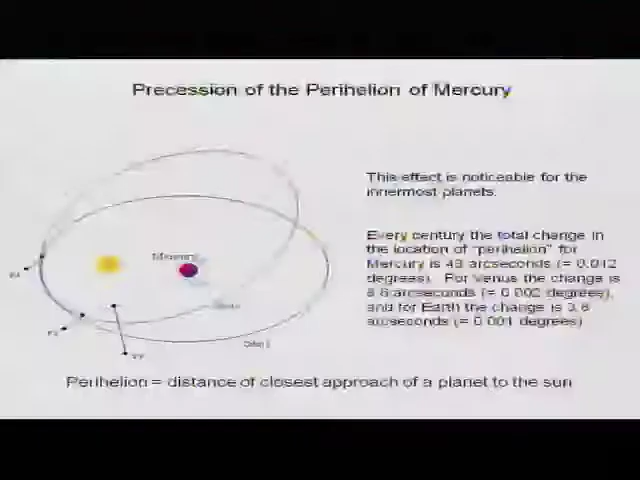 Precession of the Perihelion of Mercury
This effect is noticeable for the
innermost planets.
Every century the total change in
the location of "perihelion" for
Mercury is 43 arcseconds (= 0.012
degrees). For Venus the change is
8.6 arcseconds (= 0.002 degrees),
and for Earth the change is 3.8
arcseconds (= 0.001 degrees)
Mercury
Perihelion = distance of closest approach of a planet to the sun